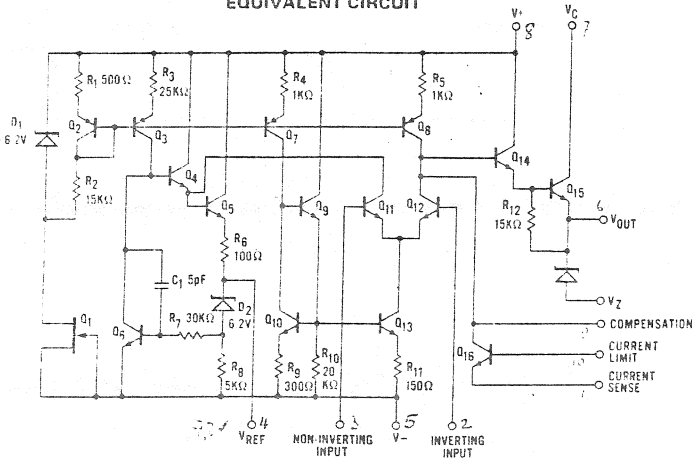 EQUIVALENT CIRCUIT
V+
8
VC
7
R1 500Ω
R3
25KΩ
R4
1KΩ
R5
1KΩ
D1
6.2V
Q2
Q3
Q7
Q8
Q4
Q14
R2
15KΩ
Q5
Q9
Q11
Q12
Q15
R12
15KΩ
6
VOUT
R6
100Ω
C1 5pF
D2
6.2V
VZ
Q1
Q6
R7 30KΩ
Q10
Q13
COMPENSATION
Q16
CURRENT
LIMIT
R8
5KΩ
R9
300Ω
R10
20
KΩ
R11
150Ω
CURRENT
SENSE
4
VREF
3
NON-INVERTING
INPUT
5
V-
2
INVERTING
INPUT